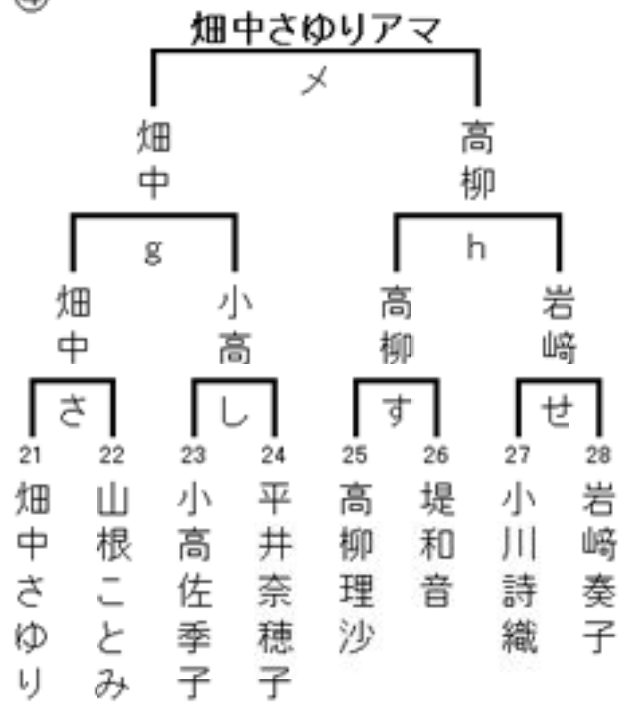 ④
畑中さゆりアマ
メ
畑中
高柳
g
h
畑中
小高
高柳
岩﨑
さ
し
す
せ
21
22
23
24
25
26
27
28
畑中さゆり
山根ことみ
小高佐季子
平井奈穂子
高柳理沙
堤和音
小川詩織
岩﨑奏子